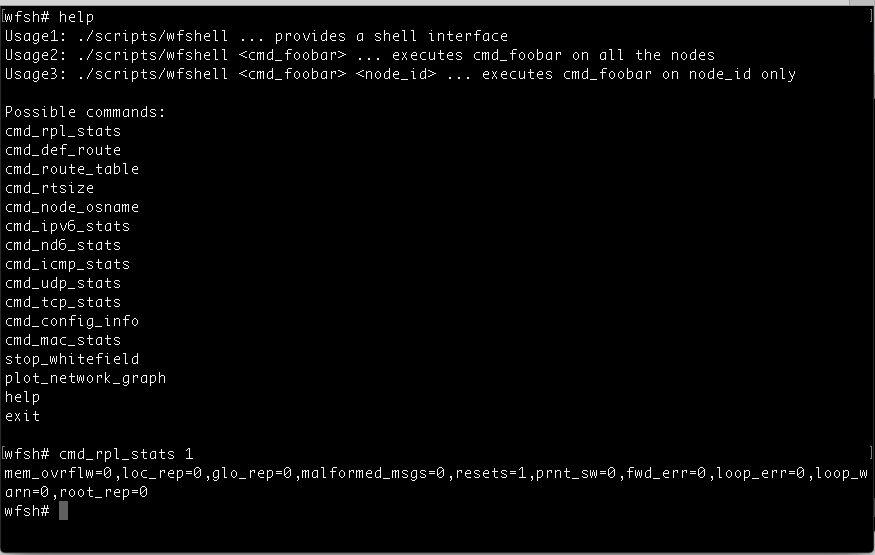 wfsh# help
Usage1: ./scripts/wfshell ... provides a shell interface
Usage2: ./scripts/wfshell <cmd_foobar> ... executes cmd_foobar on all the nodes
Usage3: ./scripts/wfshell <cmd_foobar> <node_id> ... executes cmd_foobar on node_id only
Possible commands:
cmd_rpl_stats
cmd_def_route
cmd_route_table
cmd_rtsize
cmd_node_osname
cmd_ipv6_stats
cmd_nd6_stats
cmd_icmp_stats
cmd_udp_stats
cmd_tcp_stats
cmd_config_info
cmd_mac_stats
stop_whitefield
plot_network_graph
help
exit
wfsh# cmd_rpl_stats 1
mem_ovrflw=0,loc_rep=0,glo_rep=0,malformed_msgs=0,resets=1,prnt_sw=0,fwd_err=0,loop_err=0,loop_w
arn=0,root_rep=0
wfsh#